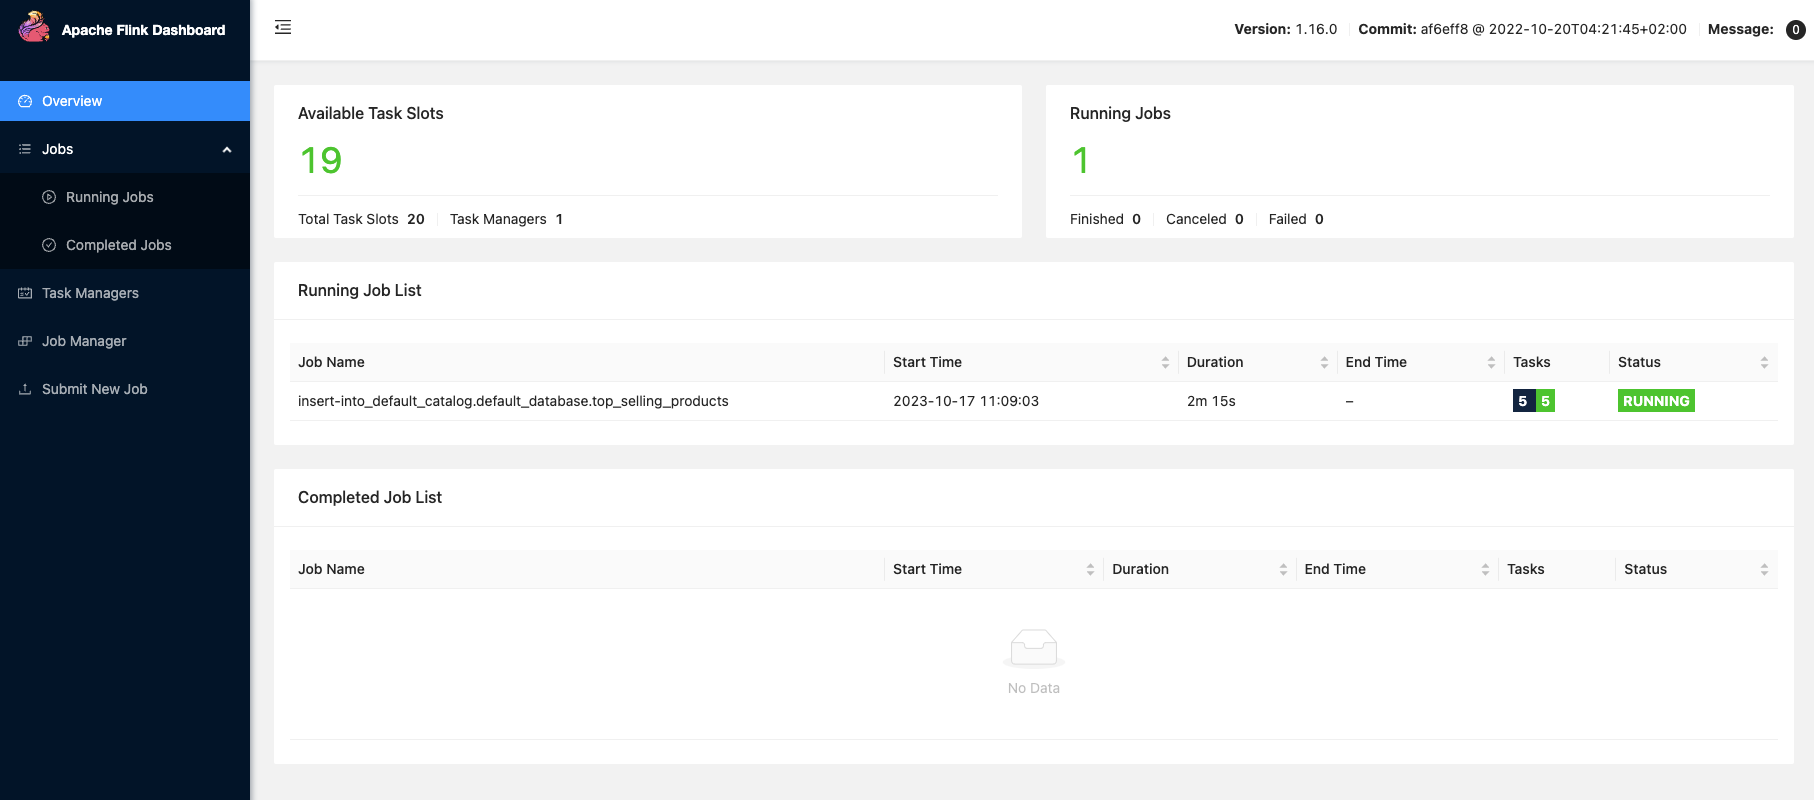 Apache Flink Dashboard
Version: 1.16.0 Commit: af6eff8 @ 2022-10-20T04:21:45+02:00 Message: 0
Overview
Jobs
Running Jobs
Completed Jobs
Task Managers
Job Manager
Submit New Job
Available Task Slots
19
Total Task Slots 20 Task Managers 1
Running Jobs
1
Finished 0 Canceled 0 Failed 0
Running Job List
Job Name Start Time Duration End Time Tasks Status
insert-into_default_catalog.default_database.top_selling_products 2023-10-17 11:09:03 2m 15s – 5 5 RUNNING
Completed Job List
Job Name Start Time Duration End Time Tasks Status
No Data